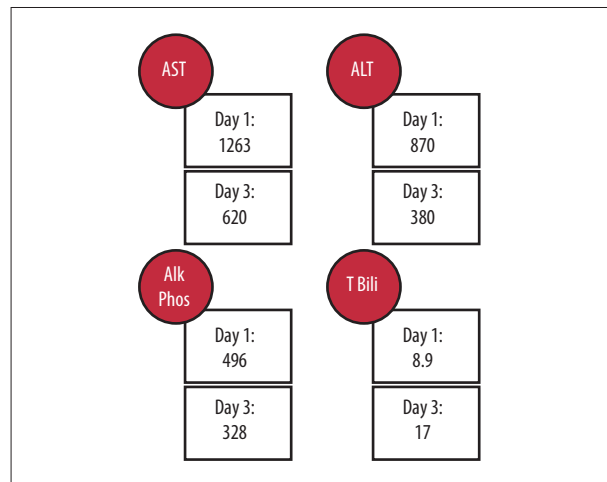 AST
Day 1:
1263
Day 3:
620
ALT
Day 1:
870
Day 3:
380
Alk
Phos
Day 1:
496
Day 3:
328
T Bili
Day 1:
8.9
Day 3:
17